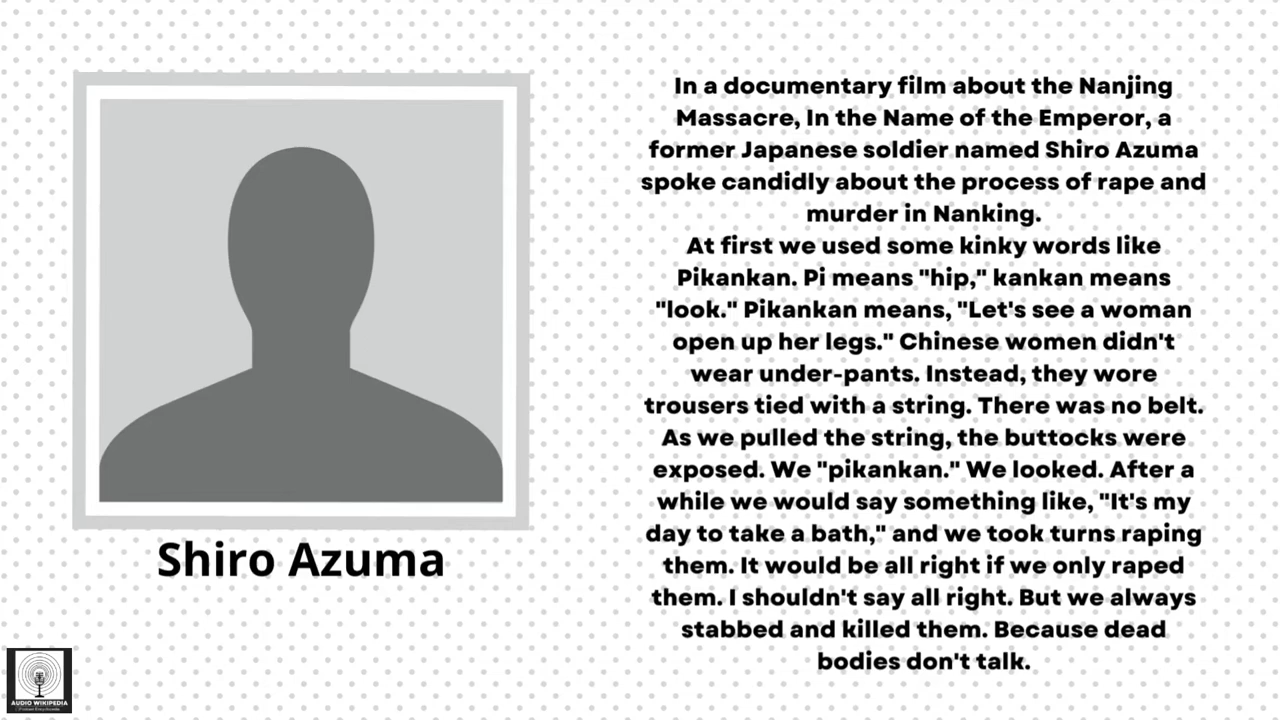 In a documentary film about the Nanjing
Massacre, In the Name of the Emperor, a
former Japanese soldier named Shiro Azuma
spoke candidly about the process of rape and
murder in Nanking.
At first we used some kinky words like
Pikankan. Pi means "hip," kankan means
"look." Pikankan means, "Let's see a woman
open up her legs." Chinese women didn't
wear under-pants. Instead, they wore
trousers tied with a string. There was no belt.
As we pulled the string, the buttocks were
exposed. We "pikankan." We looked. After a
while we would say something like, "It's my
day to take a bath," and we took turns raping
them. It would be all right if we only raped
them. I shouldn't say all right. But we always
stabbed and killed them. Because dead
bodies don't talk.
Shiro Azuma
AUDIO WIKIPEDIA